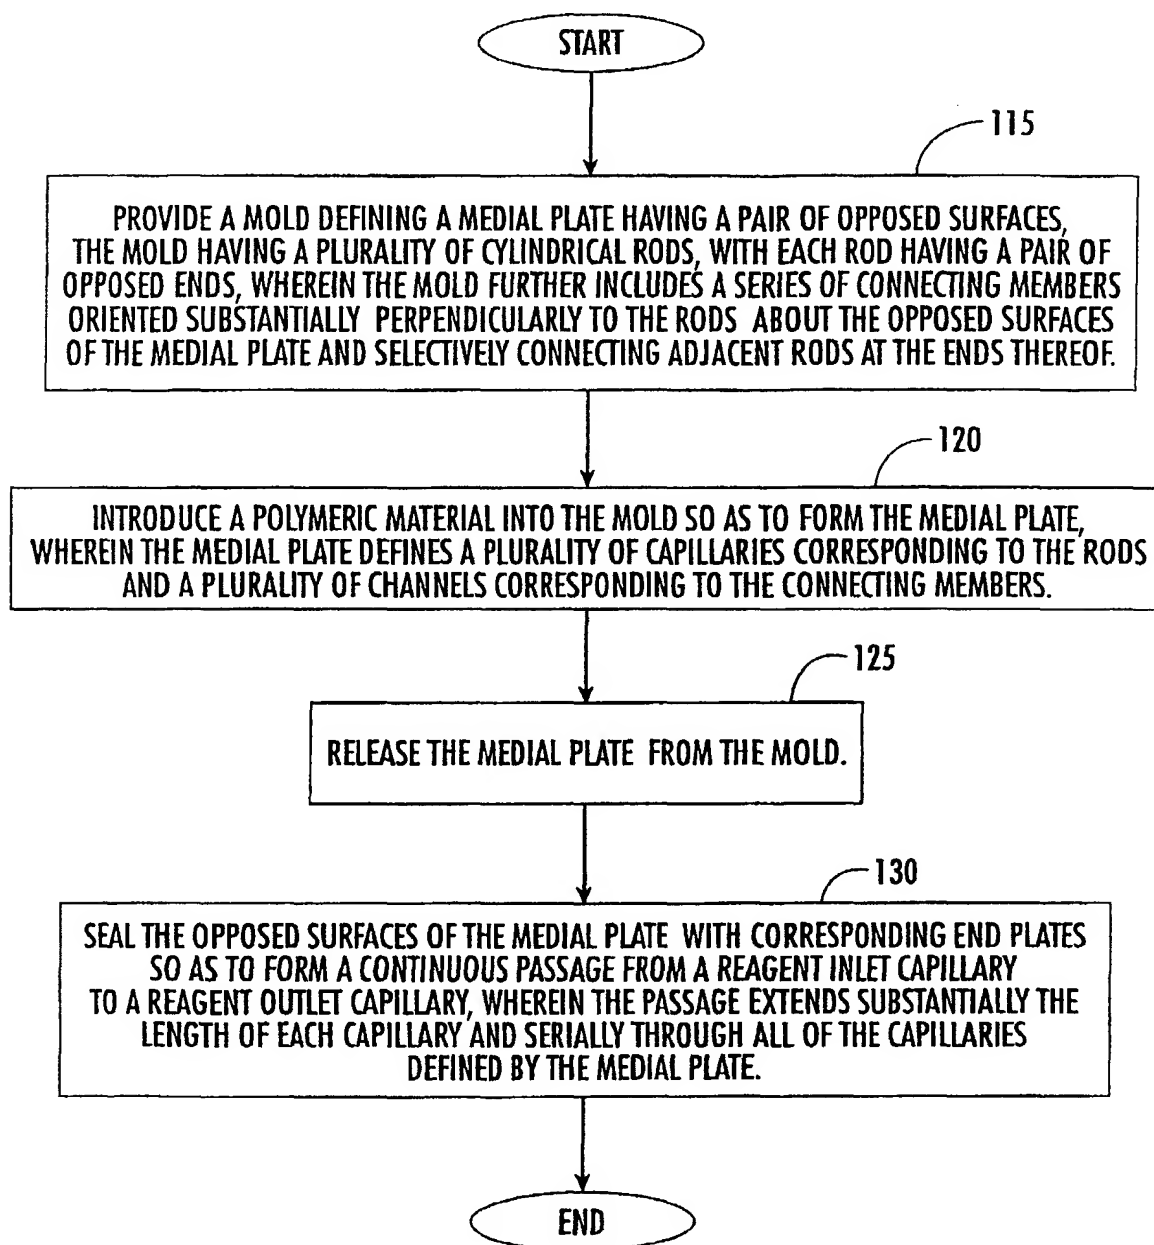 START
115
PROVIDE A MOLD DEFINING A MEDIAL PLATE HAVING A PAIR OF OPPOSED SURFACES,
THE MOLD HAVING A PLURALITY OF CYLINDRICAL RODS, WITH EACH ROD HAVING A PAIR OF
OPPOSED ENDS, WHEREIN THE MOLD FURTHER INCLUDES A SERIES OF CONNECTING MEMBERS
ORIENTED SUBSTANTIALLY PERPENDICULARLY TO THE RODS ABOUT THE OPPOSED SURFACES
OF THE MEDIAL PLATE AND SELECTIVELY CONNECTING ADJACENT RODS AT THE ENDS THEREOF.
120
INTRODUCE A POLYMERIC MATERIAL INTO THE MOLD SO AS TO FORM THE MEDIAL PLATE,
WHEREIN THE MEDIAL PLATE DEFINES A PLURALITY OF CAPILLARIES CORRESPONDING TO THE RODS
AND A PLURALITY OF CHANNELS CORRESPONDING TO THE CONNECTING MEMBERS.
125
RELEASE THE MEDIAL PLATE FROM THE MOLD.
130
SEAL THE OPPOSED SURFACES OF THE MEDIAL PLATE WITH CORRESPONDING END PLATES
SO AS TO FORM A CONTINUOUS PASSAGE FROM A REAGENT INLET CAPILLARY
TO A REAGENT OUTLET CAPILLARY, WHEREIN THE PASSAGE EXTENDS SUBSTANTIALLY THE
LENGTH OF EACH CAPILLARY AND SERIALLY THROUGH ALL OF THE CAPILLARIES
DEFINED BY THE MEDIAL PLATE.
END